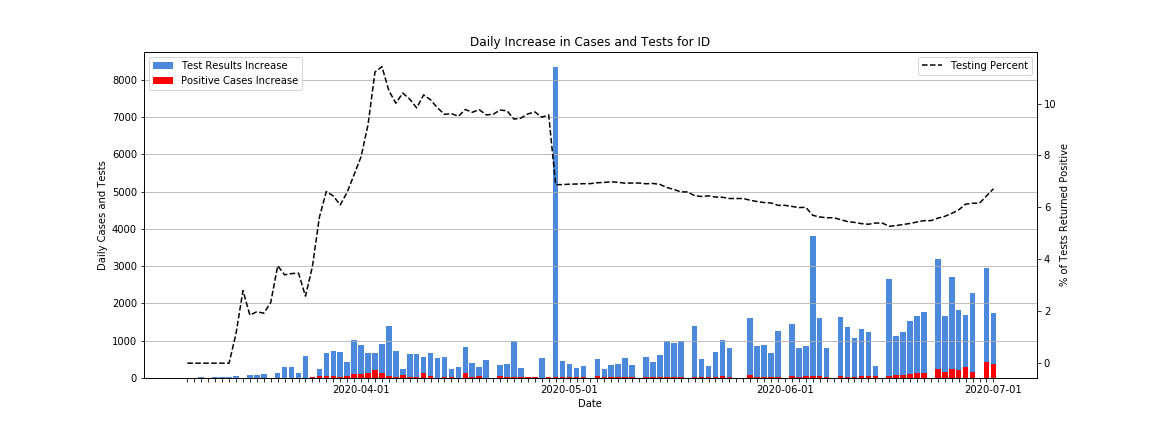 Daily Increase in Cases and Tests for ID
Test Results Increase
Positive Cases Increase
Testing Percent
8000
7000
6000
5000
4000
3000
2000
1000
0
Daily Cases and Tests
10
8
6
4
2
0
% of Tests Returned Positive
2020-04-01
2020-05-01
2020-06-01
2020-07-01
Date